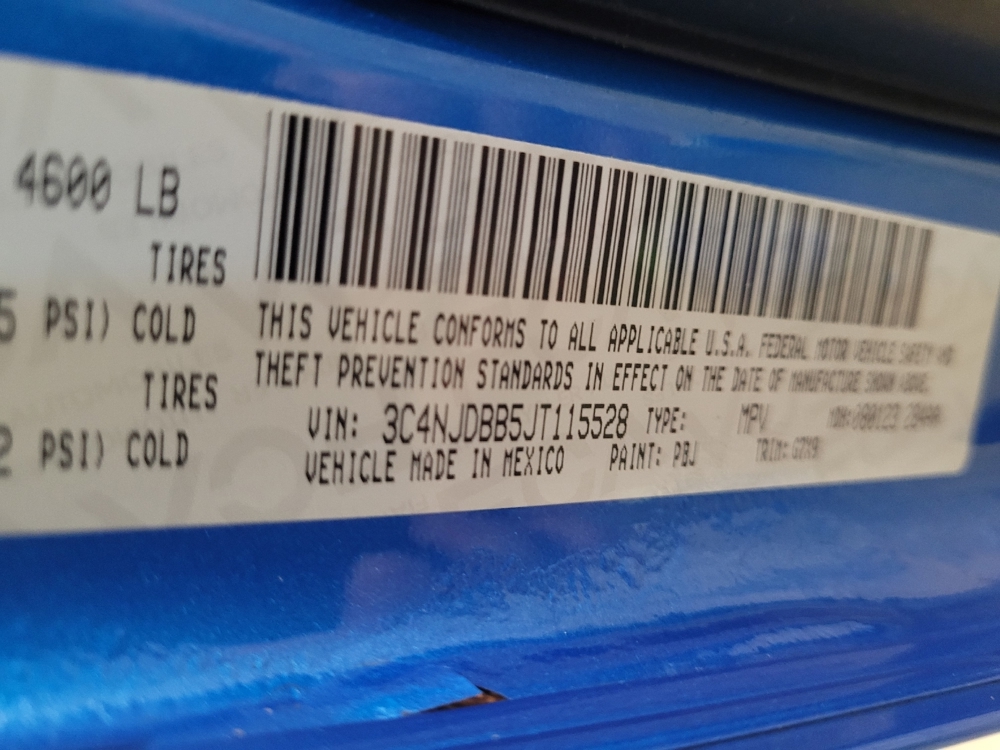 4600 LB
TIRES
5 PSI) COLD
TIRES
2 PSI) COLD
THIS VEHICLE CONFORMS TO ALL APPLICABLE U.S.A. FEDERAL MOTOR VEHICLE SAFETY AND
THEFT PREVENTION STANDARDS IN EFFECT ON THE DATE OF MANUFACTURE SHOWN ABOVE.
VIN: 3C4NJDBB5JT115528 TYPE: MPV
VEHICLE MADE IN MEXICO PAINT: PBJ TRIM: